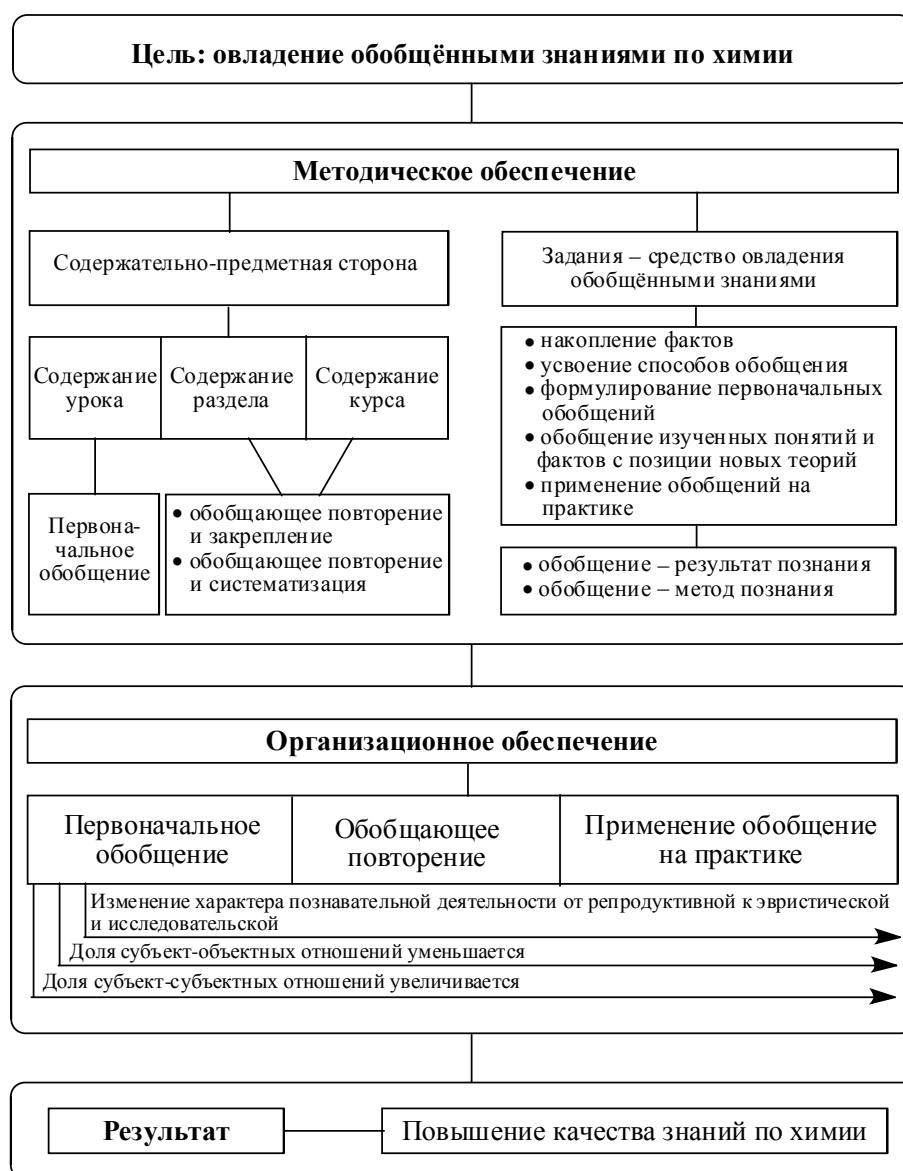 Цель: овладение обобщёнными знаниями по химии
Методическое обеспечение
Содержательно-предметная сторона
Задания – средство овладения
обобщёнными знаниями
Содержание
урока
Содержание
раздела
Содержание
курса
• накопление фактов
• усвоение способов обобщения
• формулирование первоначальных
обобщений
• обобщение изученных понятий и
фактов с позиции новых теорий
• применение обобщений на
практике
Первона-
чальное
обобщение
• обобщающее повторение
и закрепление
• обобщающее повторение
и систематизация
• обобщение – результат познания
• обобщение – метод познания
Организационное обеспечение
Первоначальное
обобщение
Обобщающее
повторение
Применение обобщение
на практике
Изменение характера познавательной деятельности от репродуктивной к эвристической
и исследовательской
Доля субъект-объектных отношений уменьшается
Доля субъект-субъектных отношений увеличивается
Результат
Повышение качества знаний по химии